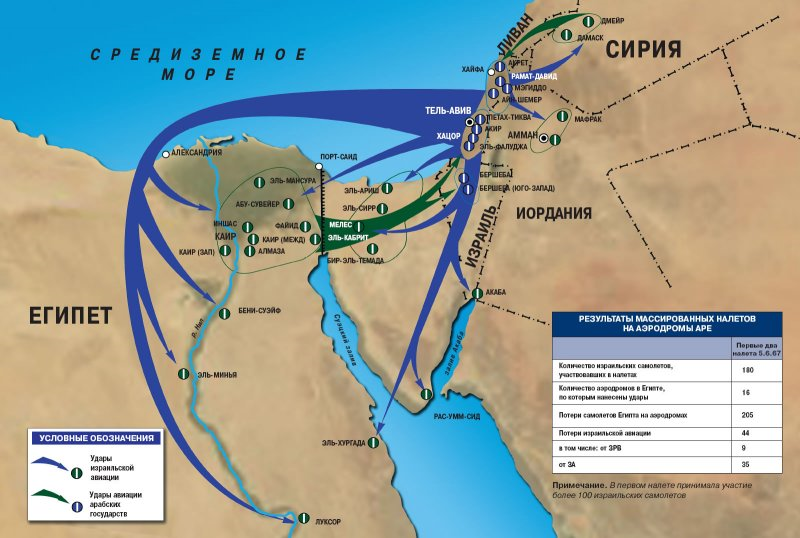 СРЕДИЗЕМНОЕ
МОРЕ
ЛИВАН
СИРИЯ
ДМЕЙР
ДАМАСК
ХАЙФА
АКРЕТ
РАМАТ-ДАВИД
МЭГИДДО
АЙН-ШЕМЕР
ТЕЛЬ-АВИВ
ПЕТАХ-ТИКВА
МАФРАК
ХАЦОР
АКИР
АММАН
ЭЛЬ-ФАЛУДЖА
АЛЕКСАНДРИЯ
ПОРТ-САИД
БЕРШЕБА
БЕРШЕБА (ЮГО-ЗАПАД)
ЭЛЬ-МАНСУРА
ЭЛЬ-АРИШ
АБУ-СУВЕЙЕР
ЭЛЬ-СИРР
ИЗРАИЛЬ
ИОРДАНИЯ
ИНШАС
ФАЙИД
МЕЛЕС
КАИР
КАИР (МЕЖД)
ЭЛЬ-КАБРИТ
КАИР (ЗАП)
АЛМАЗА
БИР-ЭЛЬ-ТЕМАДА
АКАБА
ЕГИПЕТ
БЕНИ-СУЭЙФ
р. Нил
Суэцкий залив
залив Акаба
ЭЛЬ-МИНЬЯ
РАС-УММ-СИД
ЭЛЬ-ХУРГАДА
ЛУКСОР
РЕЗУЛЬТАТЫ МАССИРОВАННЫХ НАЛЕТОВ
НА АЭРОДРОМЫ АРЕ
Первые два
налета 5.6.67
Количество израильских самолетов,
участвовавших в налетах
180
Количество аэродромов в Египте,
по которым нанесены удары
16
Потери самолетов Египта на аэродромах
205
Потери израильской авиации
44
в том числе: от ЗРВ
9
от ЗА
35
Примечание. В первом налете принимала участие
более 100 израильских самолетов
УСЛОВНЫЕ ОБОЗНАЧЕНИЯ
Удары
израильской
авиации
Удары авиации
арабских
государств